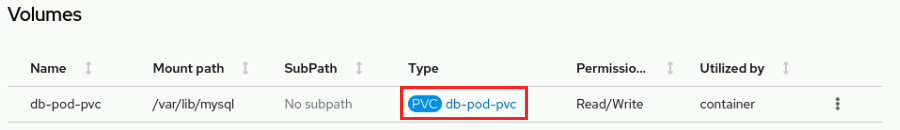 Volumes
Name Mount path SubPath Type Permissio... Utilized by
db-pod-pvc /var/lib/mysql No subpath PVC db-pod-pvc Read/Write container